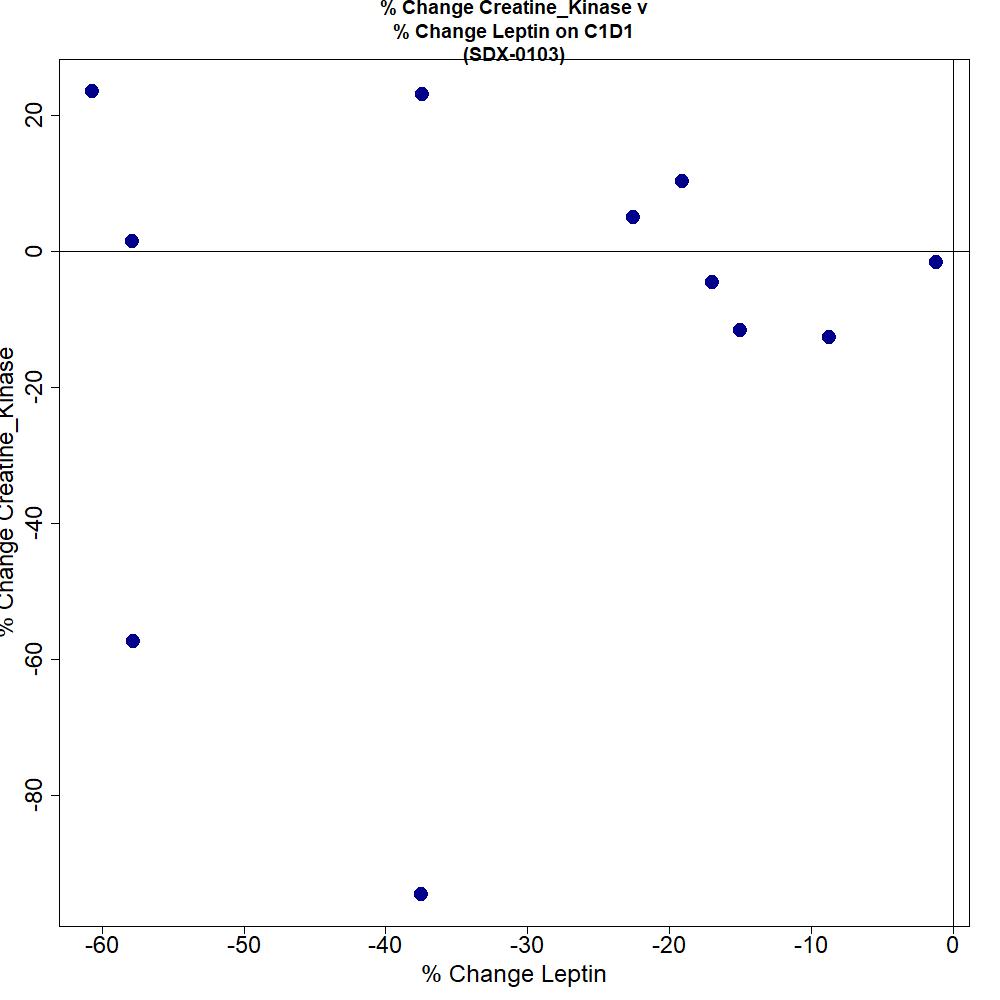 % Change Creatine_Kinase v
% Change Leptin on C1D1
(SDX-0103)
% Change Creatine_Kinase
20
0
-20
-40
-60
-80
-60 -50 -40 -30 -20 -10 0
% Change Leptin